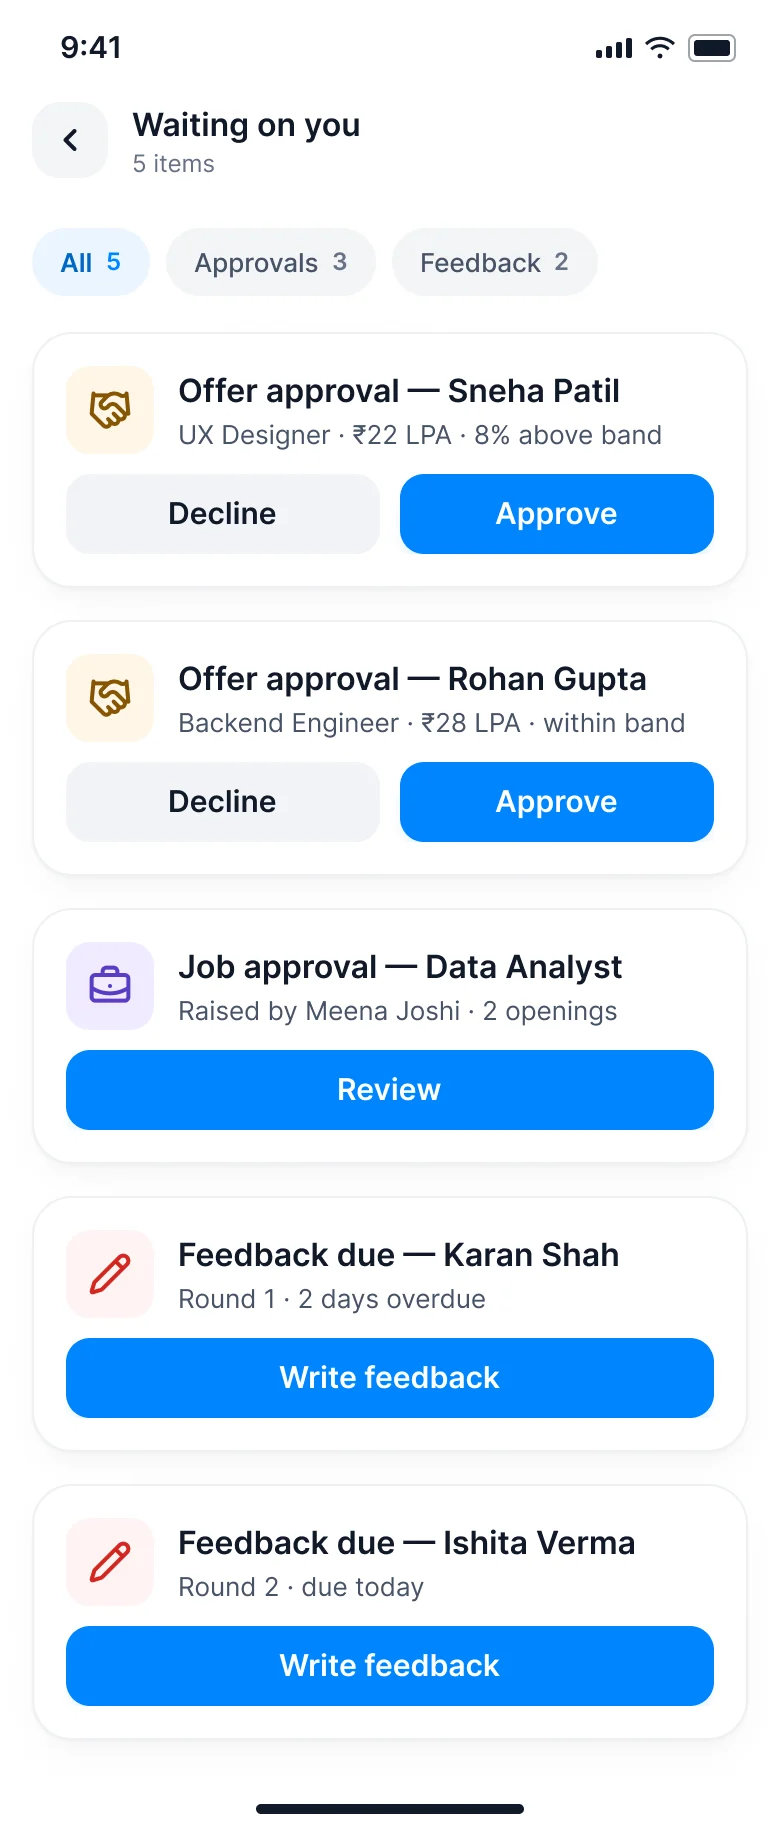 9:41
Waiting on you
5 items
All 5
Approvals 3
Feedback 2
Offer approval — Sneha Patil
UX Designer · ₹22 LPA · 8% above band
Decline
Approve
Offer approval — Rohan Gupta
Backend Engineer · ₹28 LPA · within band
Decline
Approve
Job approval — Data Analyst
Raised by Meena Joshi · 2 openings
Review
Feedback due — Karan Shah
Round 1 · 2 days overdue
Write feedback
Feedback due — Ishita Verma
Round 2 · due today
Write feedback